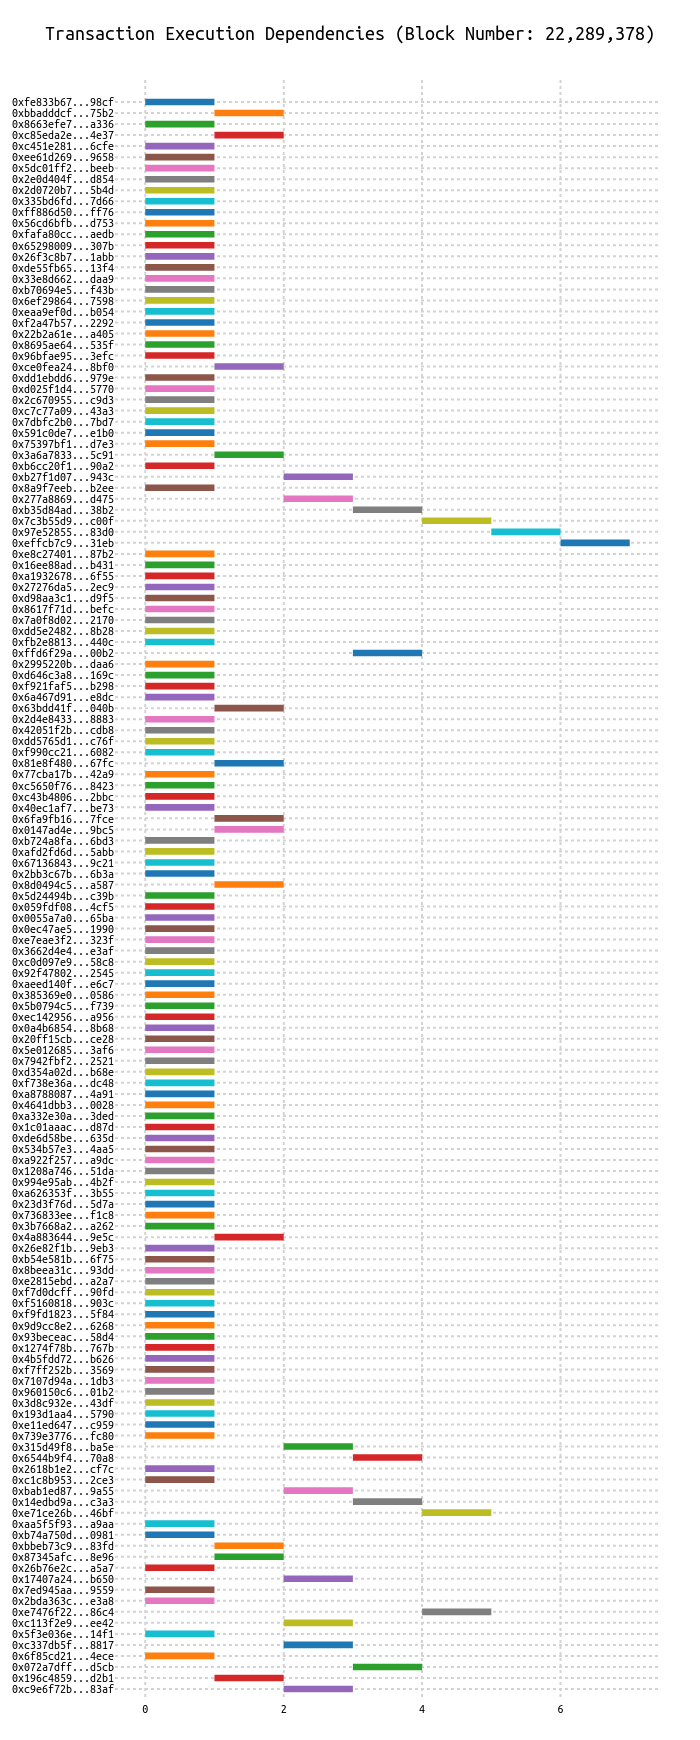 Transaction Execution Dependencies (Block Number: 22,289,378)
0xfe833b67...98cf
0xbbadddcf...75b2
0x8663efe7...a336
0xc85eda2e...4e37
0xc451e281...6cfe
0xee61d269...9658
0x5dc01ff2...beeb
0x2e0d404f...d854
0x2d0720b7...5b4d
0x335bd6fd...7d66
0xff886d50...ff76
0x56cd6bfb...d753
0xfafa80cc...aedb
0x65298009...307b
0x26f3c8b7...1abb
0xde55fb65...13f4
0x33e8d662...daa9
0xb70694e5...f43b
0x6ef29864...7598
0xeaa9ef0d...b054
0xf2a47b57...2292
0x22b2a61e...a405
0x8695ae64...535f
0x96bfae95...3efc
0xce0fea24...8bf0
0xdd1ebdd6...979e
0xd025f1d4...5770
0x2c670955...c9d3
0xc7c77a09...43a3
0x7dbfc2b0...7bd7
0x591c0de7...e1b0
0x75397bf1...d7e3
0x3a6a7833...5c91
0xb6cc20f1...90a2
0xb27f1d07...943c
0x8a9f7eeb...b2ee
0x277a8869...d475
0xb35d84ad...38b2
0x7c3b55d9...c00f
0x97e52855...83d0
0xeffcb7c9...31eb
0xe8c27401...87b2
0x16ee88ad...b431
0xa1932678...6f55
0x27276da5...2ec9
0xd98aa3c1...d9f5
0x8617f71d...befc
0x7a0f8d02...2170
0xdd5e2482...8b28
0xfb2e8813...440c
0xffd6f29a...00b2
0x2995220b...daa6
0xd646c3a8...169c
0xf921faf5...b298
0x6a467d91...e8dc
0x63bdd41f...040b
0x2d4e8433...8883
0x42051f2b...cdb8
0xdd5765d1...c76f
0xf990cc21...6082
0x81e8f480...67fc
0x77cba17b...42a9
0xc5650f76...8423
0xc43b4806...2bbc
0x40ec1af7...be73
0x6fa9fb16...7fce
0x0147ad4e...9bc5
0xb724a8fa...6bd3
0xafd2fd6d...5abb
0x67136843...9c21
0x2bb3c67b...6b3a
0x8d0494c5...a587
0x5d24494b...c39b
0x059fdf08...4cf5
0x0055a7a0...65ba
0x0ec47ae5...1990
0xe7eae3f2...323f
0x3662d4e4...e3af
0xc0d097e9...58c8
0x92f47802...2545
0xaeed140f...e6c7
0x385369e0...0586
0x5b0794c5...f739
0xec142956...a956
0x0a4b6854...8b68
0x20ff15cb...ce28
0x5e012685...3af6
0x7942fbf2...2521
0xd354a02d...b68e
0xf738e36a...dc48
0xa8788087...4a91
0x4641dbb3...0028
0xa332e30a...3ded
0x1c01aaac...d87d
0xde6d58be...635d
0x534b57e3...4aa5
0xa922f257...a9dc
0x1208a746...51da
0x994e95ab...4b2f
0xa626353f...3b55
0x23d3f76d...5d7a
0x736833ee...f1c8
0x3b7668a2...a262
0x4a883644...9e5c
0x26e82f1b...9eb3
0xb54e581b...6f75
0x8beea31c...93dd
0xe2815ebd...a2a7
0xf7d0dcff...90fd
0xf5160818...903c
0xf9fd1823...5f84
0x9d9cc8e2...6268
0x93beceac...58d4
0x1274f78b...767b
0x4b5fdd72...b626
0xf7ff252b...3569
0x7107d94a...1db3
0x960150c6...01b2
0x3d8c932e...43df
0x193d1aa4...5790
0xe11ed647...c959
0x739e3776...fc80
0x315d49f8...ba5e
0x6544b9f4...70a8
0x2618b1e2...cf7c
0xc1c8b953...2ce3
0xbab1ed87...9a55
0x14edbd9a...c3a3
0xe71ce26b...46bf
0xaa5f5f93...a9aa
0xb74a750d...0981
0xbbeb73c9...83fd
0x87345afc...8e96
0x26b76e2c...a5a7
0x17407a24...b650
0x7ed945aa...9559
0x2bda363c...e3a8
0xe7476f22...86c4
0xc113f2e9...ee42
0x5f3e036e...14f1
0xc337db5f...8817
0x6f85cd21...4ece
0x072a7dff...d5cb
0x196c4859...d2b1
0xc9e6f72b...83af
0 2 4 6